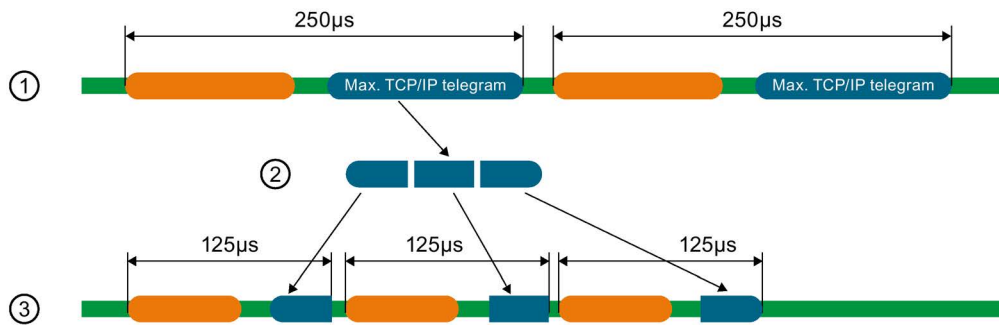 250µs 250µs
1 Max. TCP/IP telegram Max. TCP/IP telegram
2
125µs 125µs 125µs
3